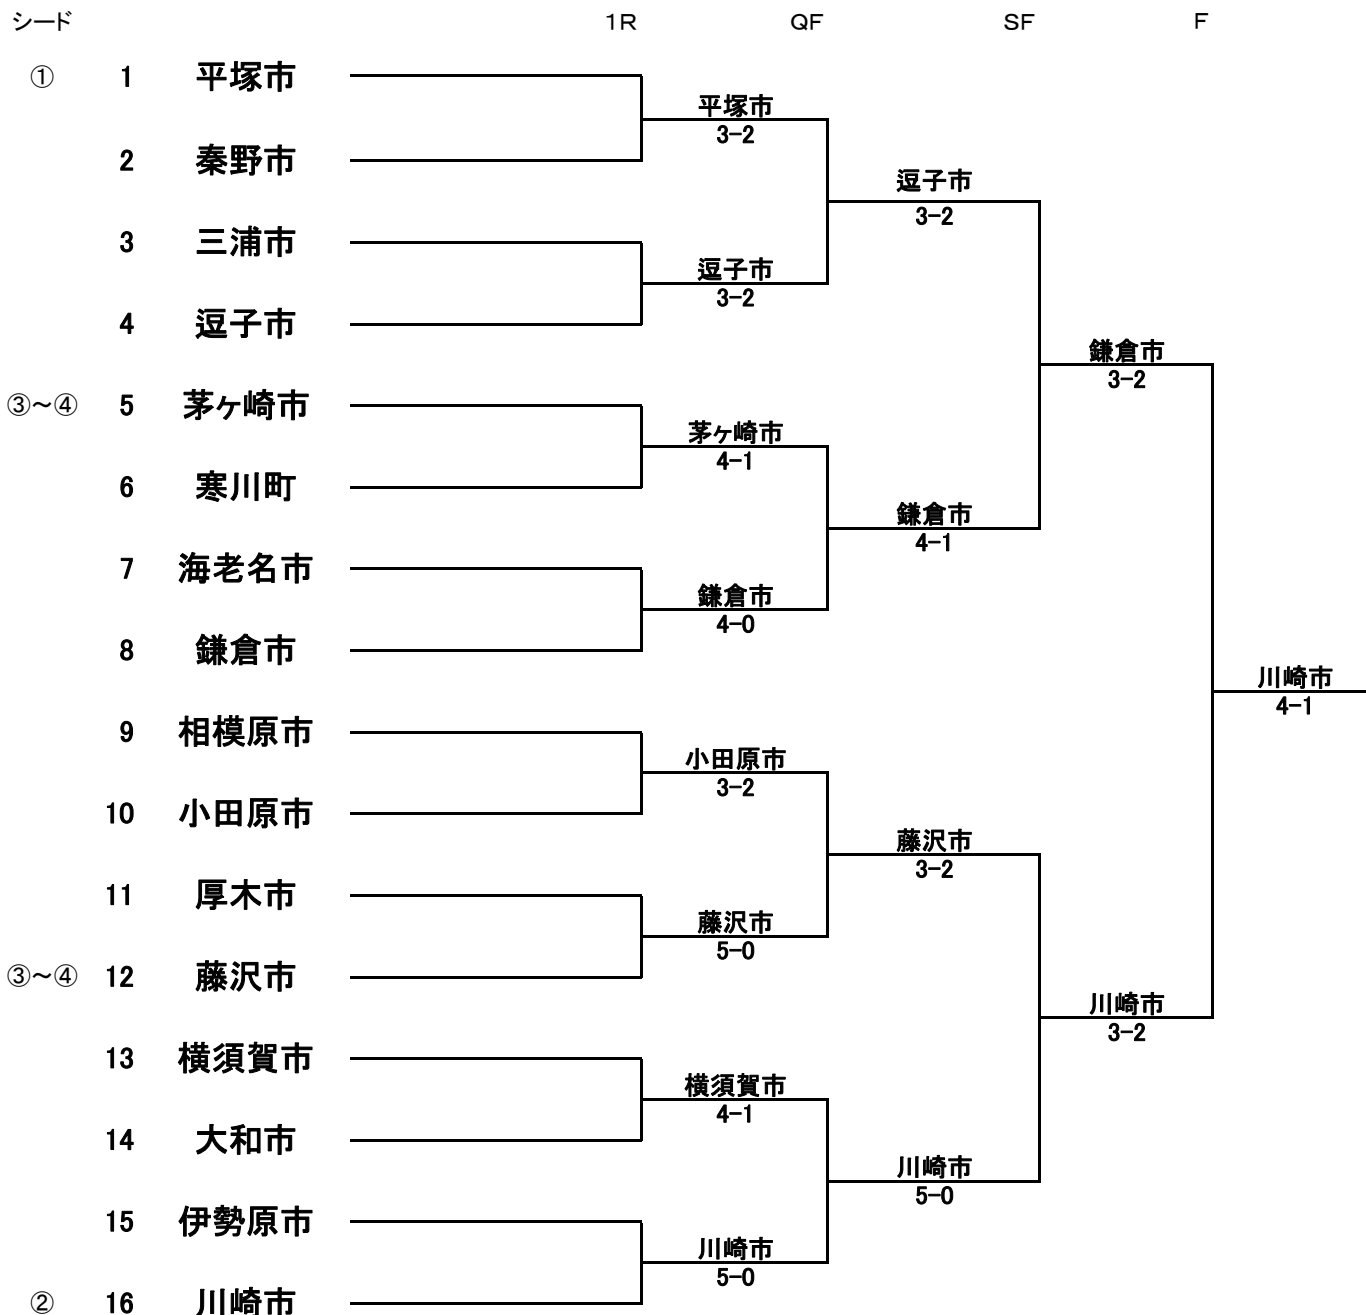 シード 1R QF SF F
① 1 平塚市
平塚市
3-2
2 秦野市
逗子市
3-2
3 三浦市
逗子市
3-2
4 逗子市
鎌倉市
3-2
③～④ 5 茅ヶ崎市
茅ヶ崎市
4-1
6 寒川町
鎌倉市
4-1
7 海老名市
鎌倉市
4-0
8 鎌倉市
川崎市
4-1
9 相模原市
小田原市
3-2
10 小田原市
藤沢市
3-2
11 厚木市
藤沢市
5-0
③～④ 12 藤沢市
川崎市
3-2
13 横須賀市
横須賀市
4-1
14 大和市
川崎市
5-0
15 伊勢原市
川崎市
5-0
② 16 川崎市